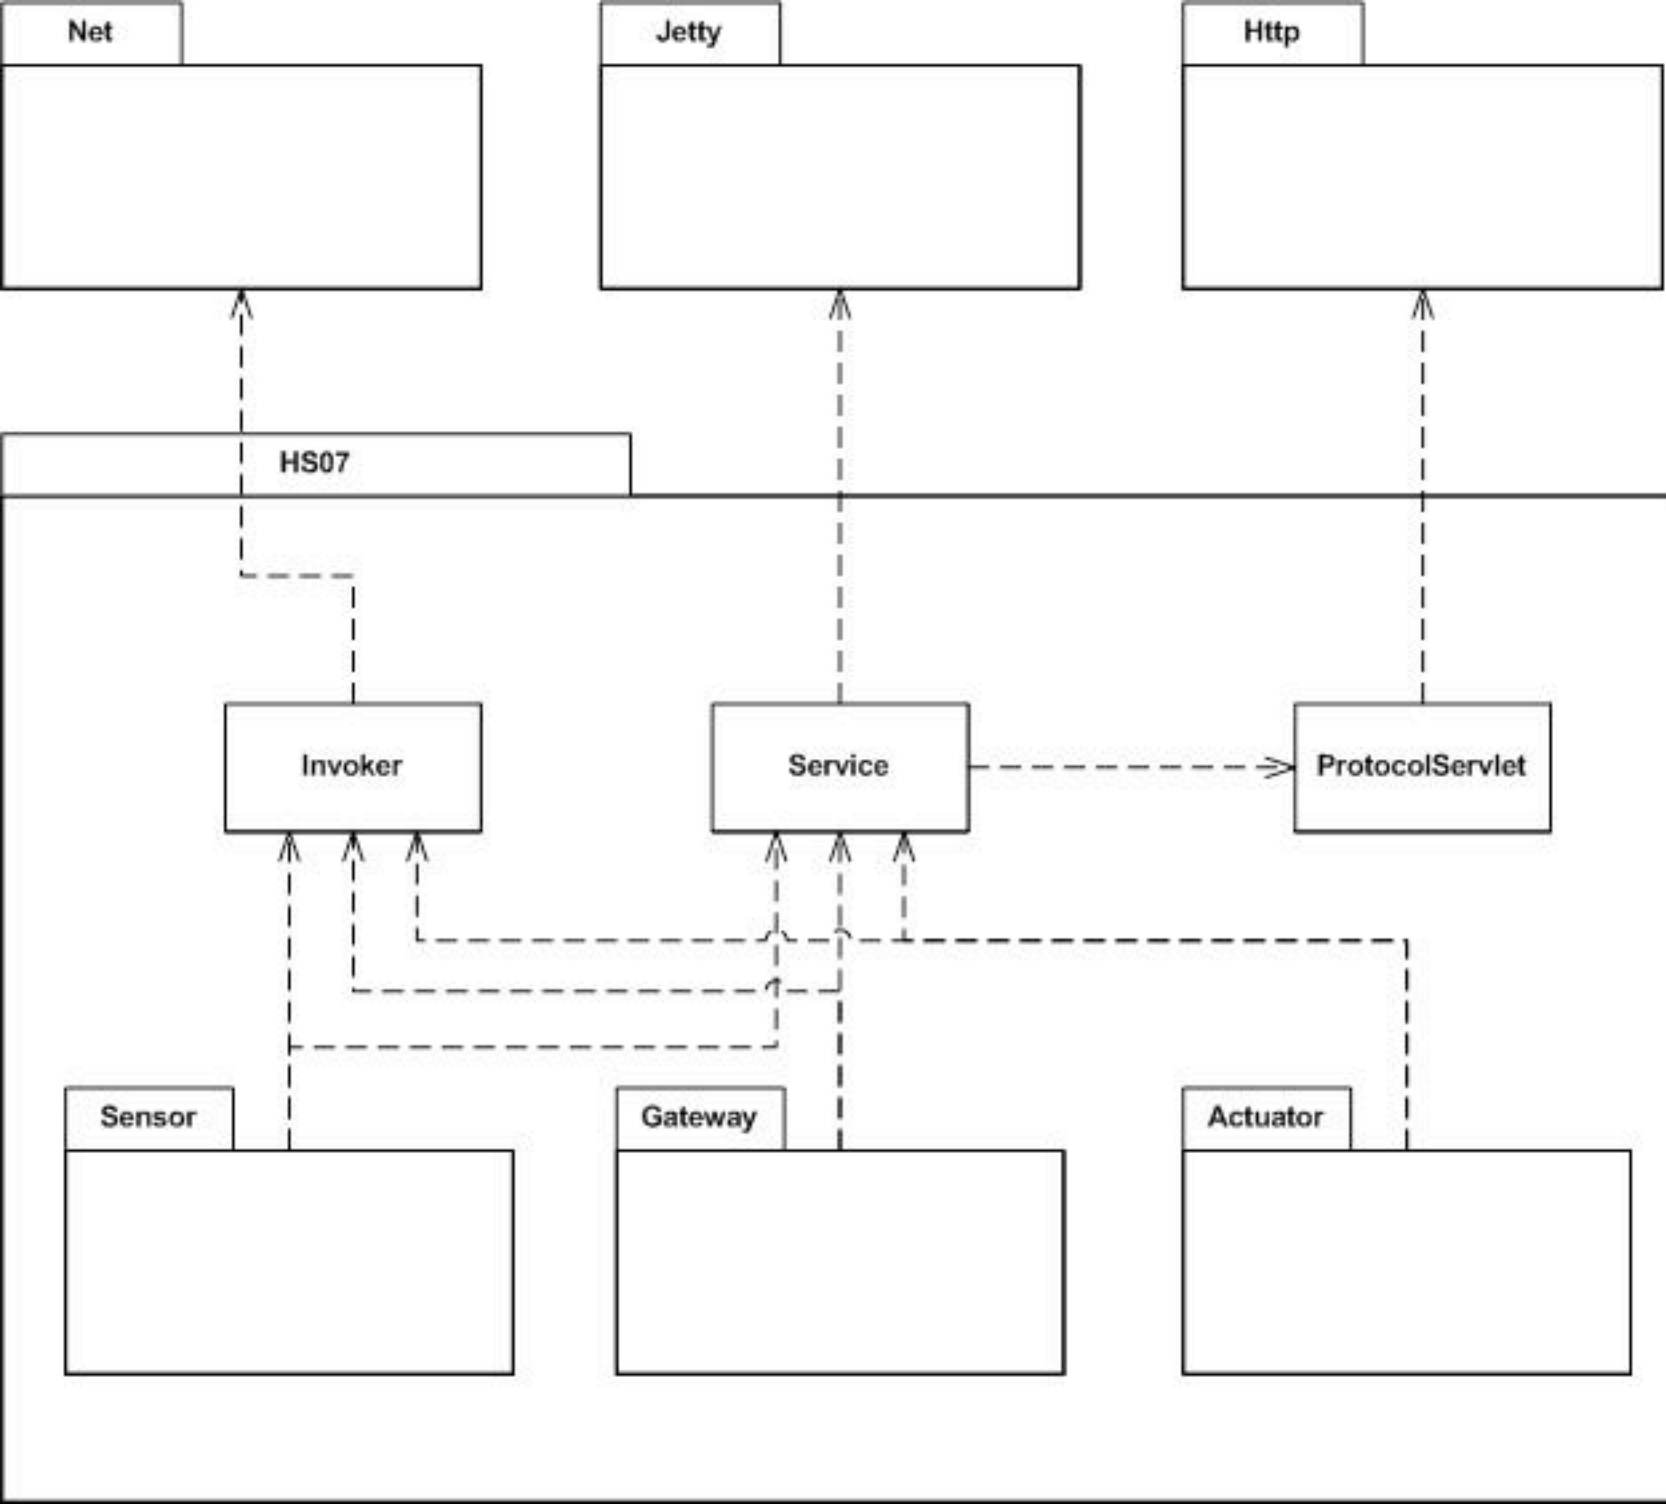 Net
Jetty
Http
HS07
Invoker
Service
ProtocolServlet
Sensor
Gateway
Actuator